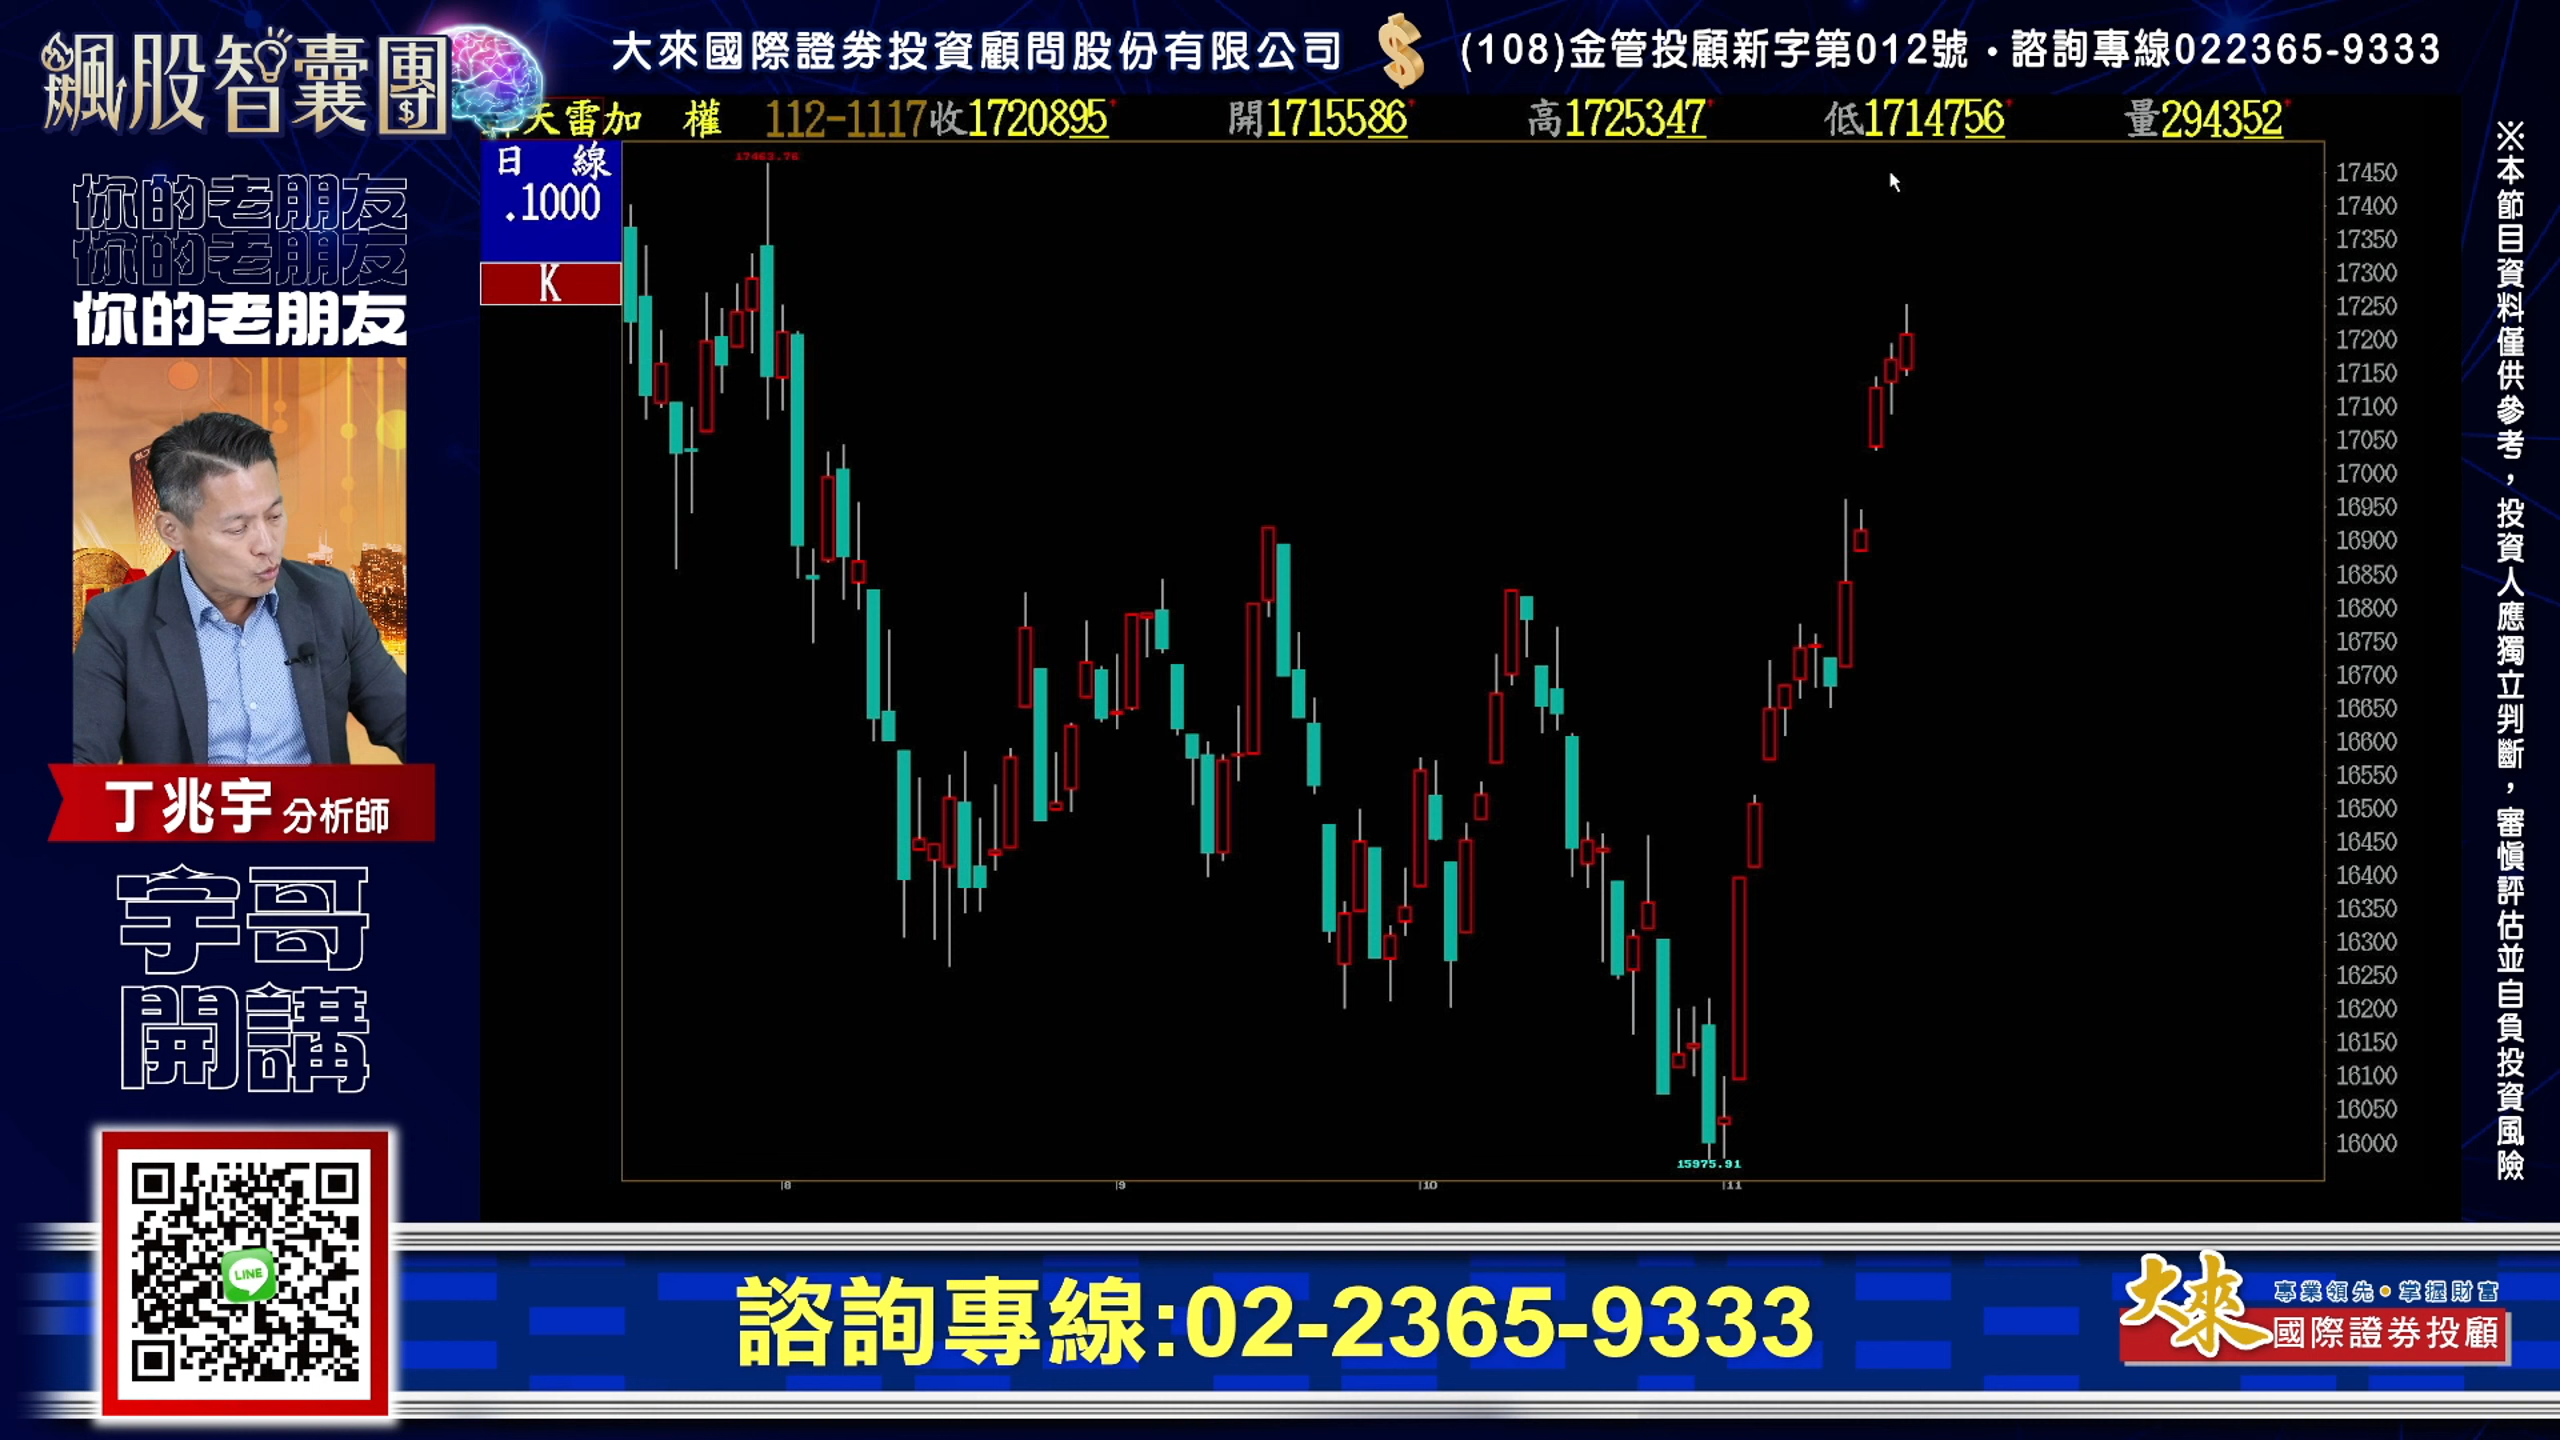 飆股智囊團
大來國際證券投資顧問股份有限公司 $ (108)金管投顧新字第012號・諮詢專線022365-9333
天雷加 權 112-1117 收1720895 開1715586 高1725347 低1714756 量294352
日 線
.1000
K
你的老朋友
你的老朋友
你的老朋友
丁兆宇 分析師
宇哥
開講
17463.76
15975.91
17450
17400
17350
17300
17250
17200
17150
17100
17050
17000
16950
16900
16850
16800
16750
16700
16650
16600
16550
16500
16450
16400
16350
16300
16250
16200
16150
16100
16050
16000
8 9 10 11
※本節目資料僅供參考，投資人應獨立判斷，審慎評估並自負投資風險
LINE
諮詢專線:02-2365-9333
大來
專業領先・掌握財富
國際證券投顧